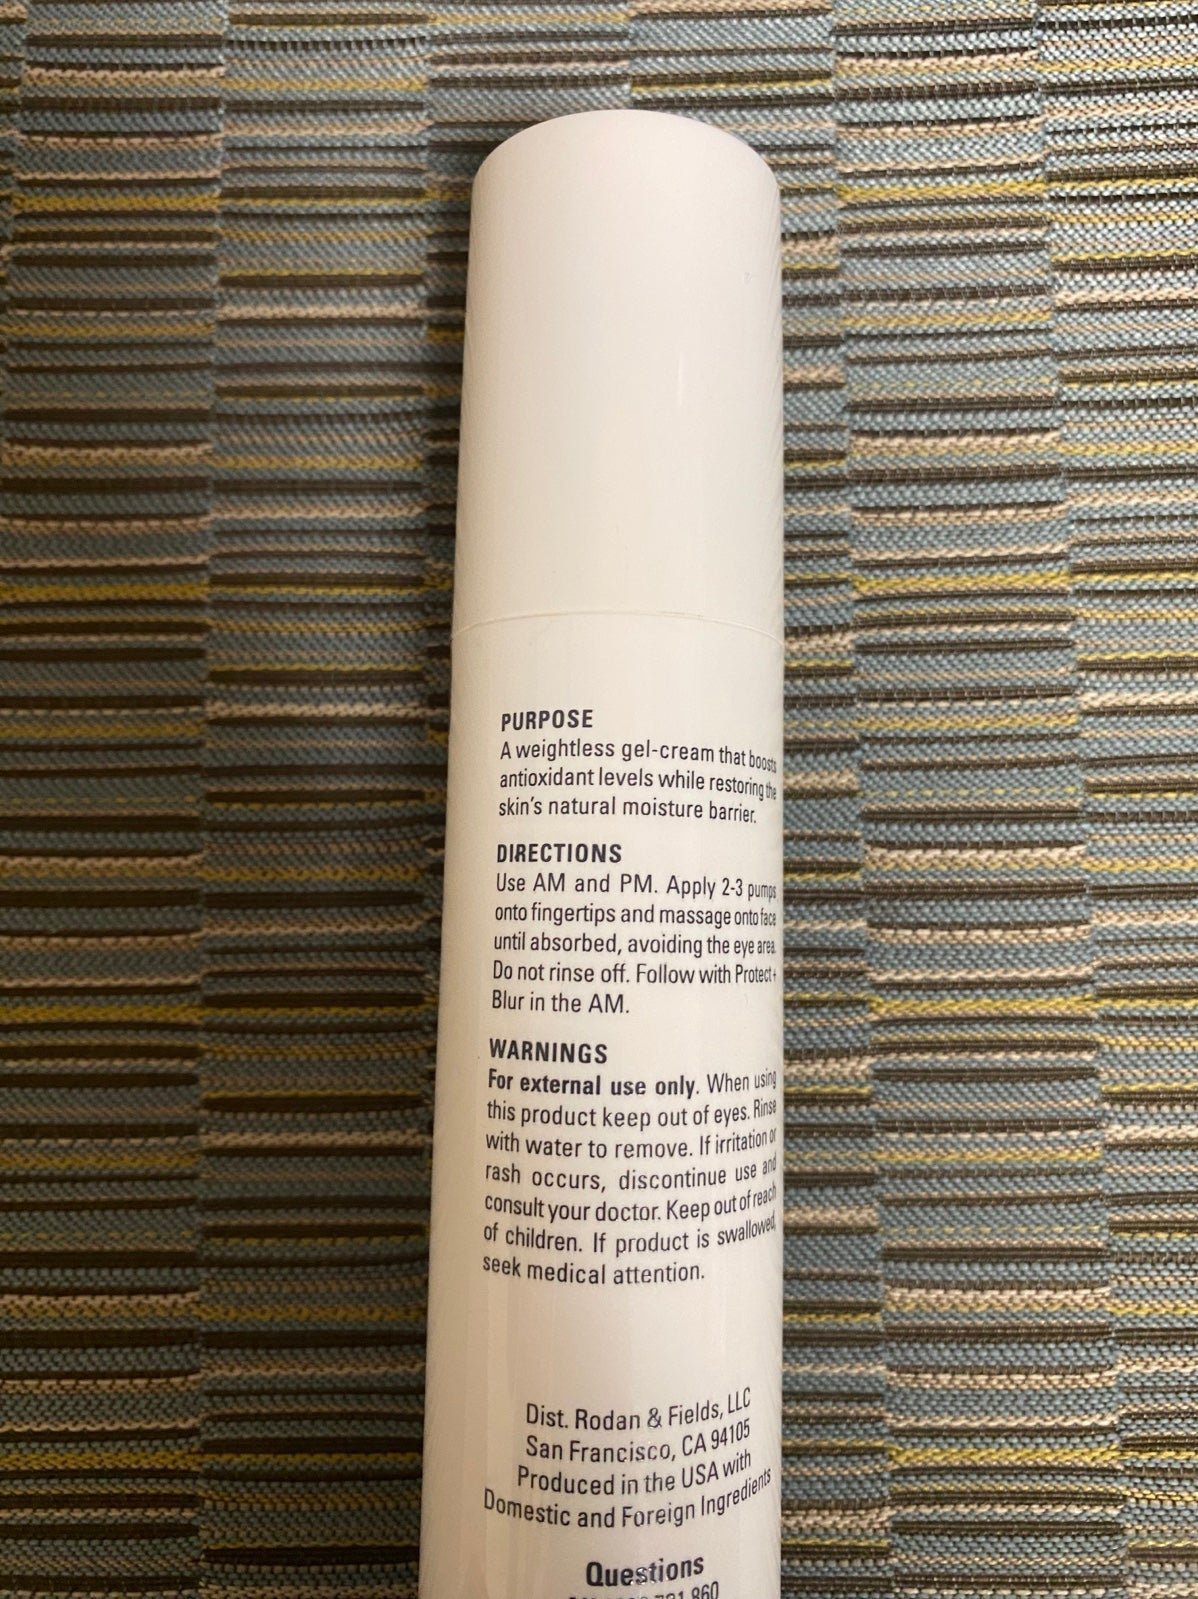 PURPOSE
A weightless gel-cream that boosts
antioxidant levels while restoring the
skin's natural moisture barrier.
DIRECTIONS
Use AM and PM. Apply 2-3 pumps
onto fingertips and massage onto face
until absorbed, avoiding the eye area.
Do not rinse off. Follow with Protect +
Blur in the AM.
WARNINGS
For external use only. When using
this product keep out of eyes. Rinse
with water to remove. If irritation or
rash occurs, discontinue use and
consult your doctor. Keep out of reach
of children. If product is swallowed,
seek medical attention.
Dist. Rodan & Fields, LLC
San Francisco, CA 94105
Produced in the USA with
Domestic and Foreign Ingredients
Questions
860